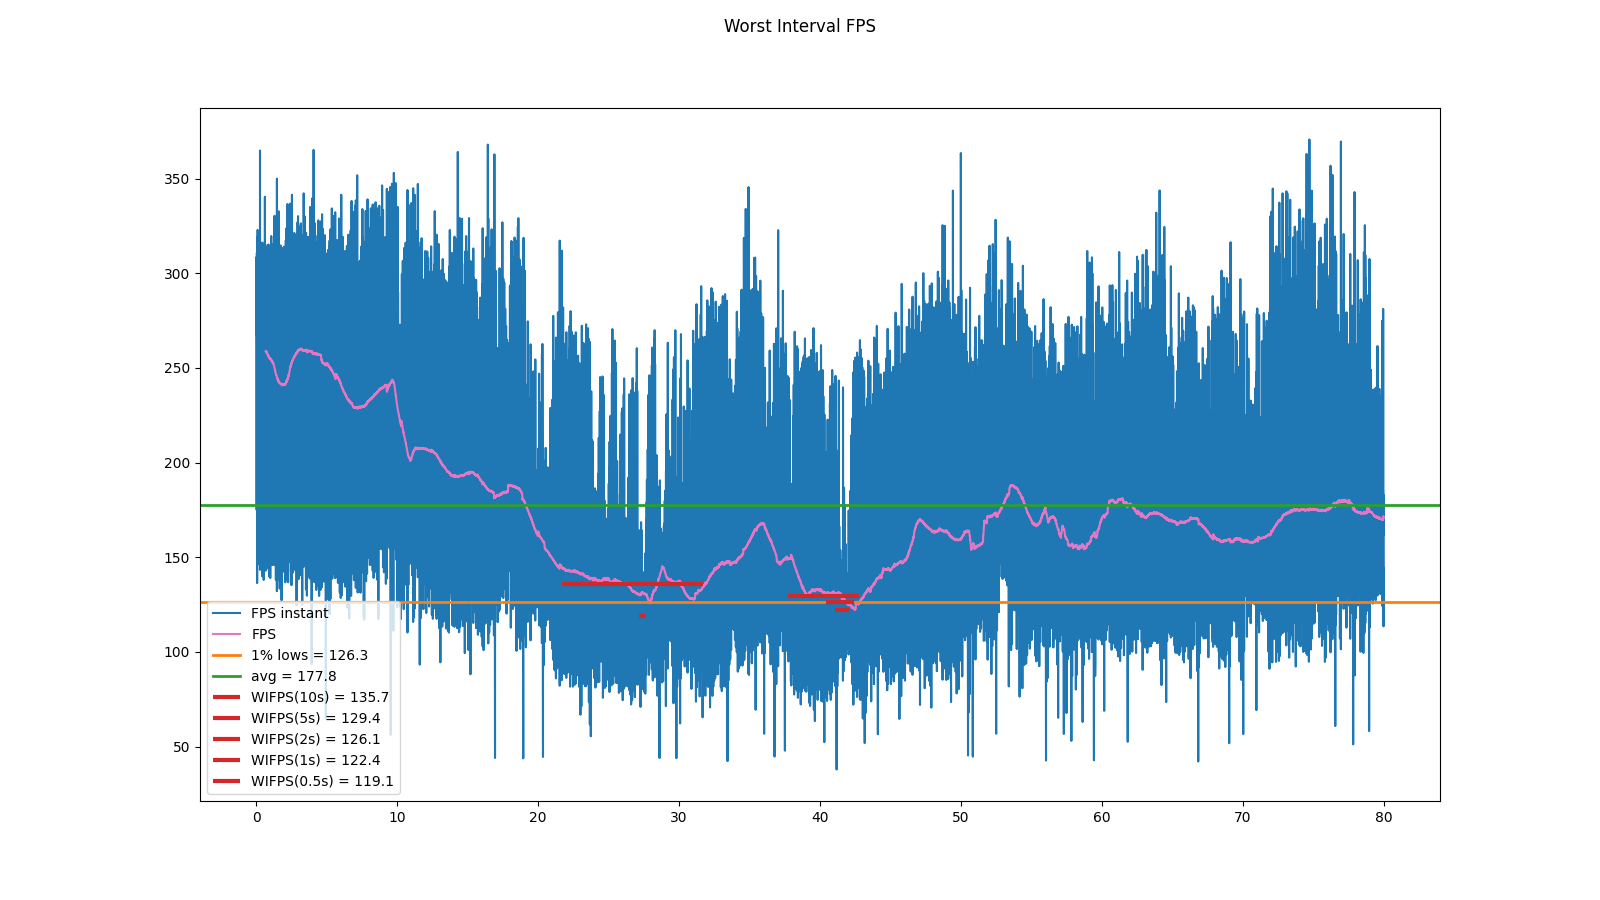 Worst Interval FPS
350
300
250
200
150
100
50
FPS instant
FPS
1% lows = 126.3
avg = 177.8
WIFPS(10s) = 135.7
WIFPS(5s) = 129.4
WIFPS(2s) = 126.1
WIFPS(1s) = 122.4
WIFPS(0.5s) = 119.1
0 10 20 30 40 50 60 70 80